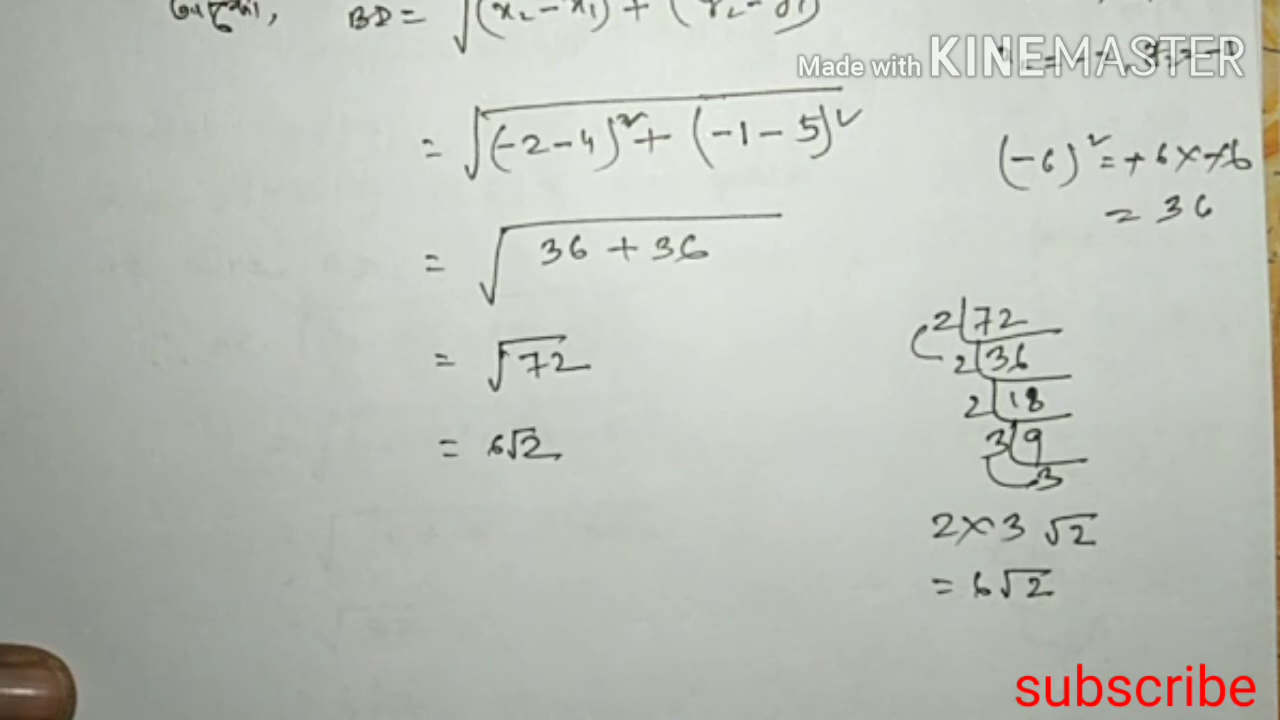 BD = √(x₂ - x₁) + (y₂ - y₁)
Made with KINEMASTER
= √(-2-4)² + (-1-5)²
(-6)² = +6×+6
= 36
= √36 + 36
= √72
= 6√2
2|72
2|36
2|18
3|9
3
2×3 √2
= 6√2
subscribe